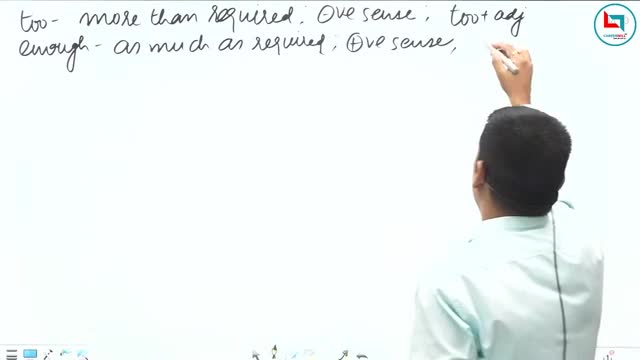 too - more than required; ⊖ve sense; too + adj
enough - as much as required; ⊕ve sense,